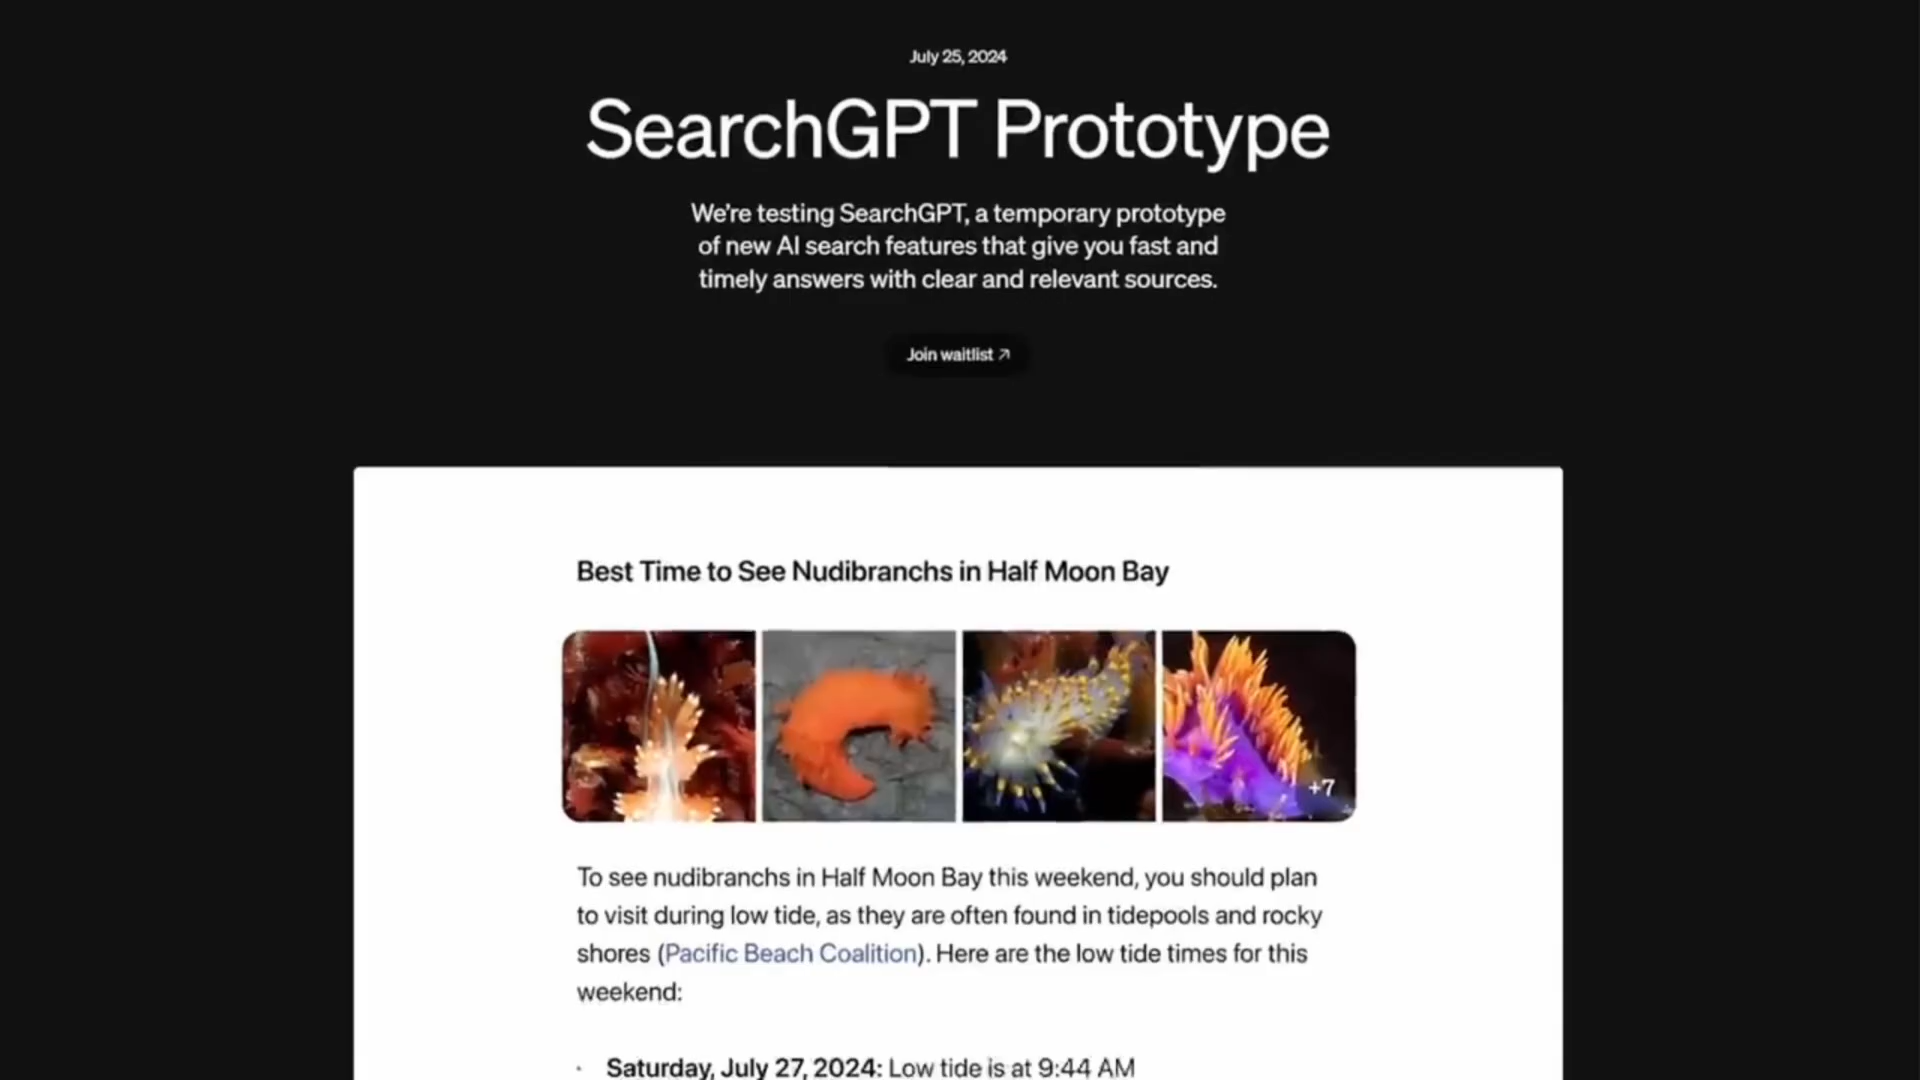 July 25, 2024
SearchGPT Prototype
We're testing SearchGPT, a temporary prototype
of new AI search features that give you fast and
timely answers with clear and relevant sources.
Join waitlist ↗
Best Time to See Nudibranchs in Half Moon Bay
+7
To see nudibranchs in Half Moon Bay this weekend, you should plan
to visit during low tide, as they are often found in tidepools and rocky
shores (Pacific Beach Coalition). Here are the low tide times for this
weekend:
· Saturday, July 27, 2024: Low tide is at 9:44 AM